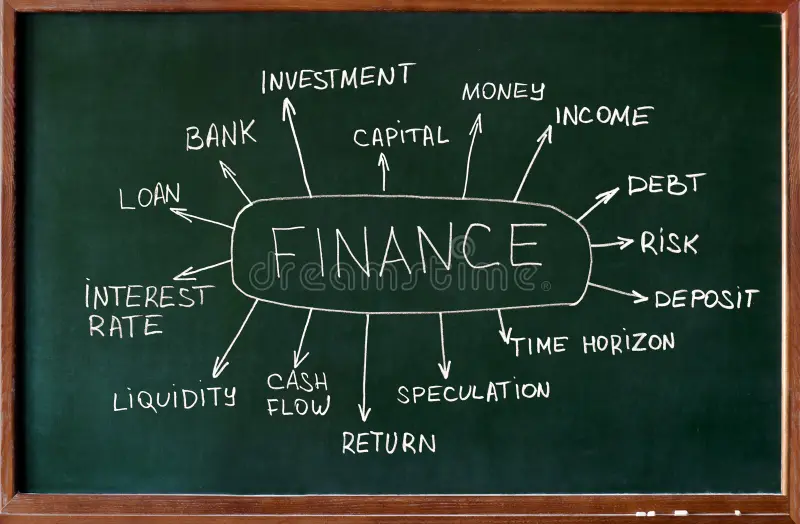 INVESTMENT
MONEY
INCOME
BANK
CAPITAL
LOAN
DEBT
FINANCE
RISK
dreamstime.com
INTEREST
RATE
DEPOSIT
TIME HORIZON
LIQUIDITY
CASH
FLOW
SPECULATION
RETURN